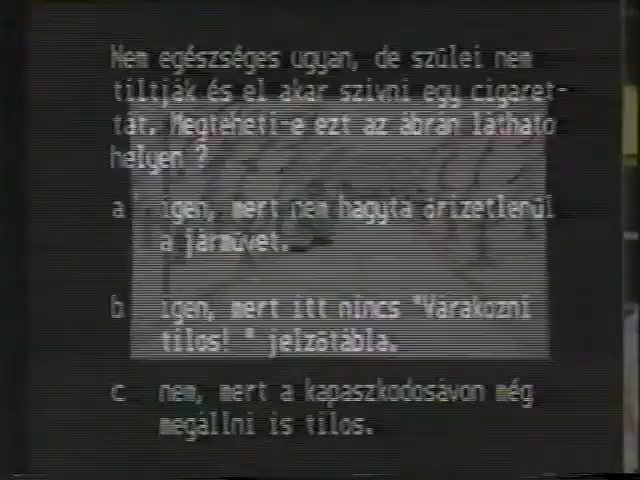 Nem egészséges ugyan, de szülei nem
tiltják és el akar szívni egy cigaret-
tát. Megteheti-e ezt az ábrán látható
helyen ?
a igen, mert nem hagyta őrizetlenül
a járművet.
b igen, mert itt nincs "Várakozni
tilos! " jelzőtábla.
c nem, mert a kapaszkodósávon még
megállni is tilos.